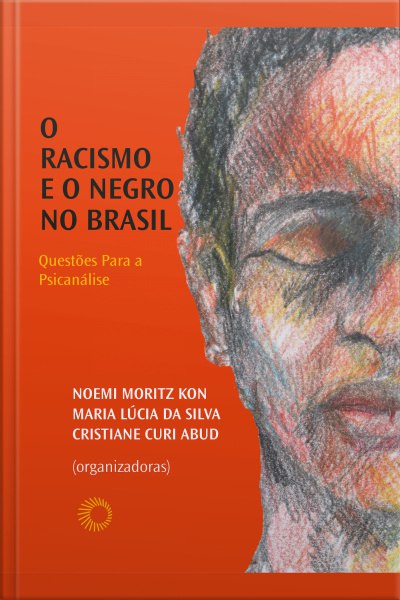 O
RACISMO
E O NEGRO
NO BRASIL
Questões Para a
Psicanálise
NOEMI MORITZ KON
MARIA LÚCIA DA SILVA
CRISTIANE CURI ABUD
(organizadoras)